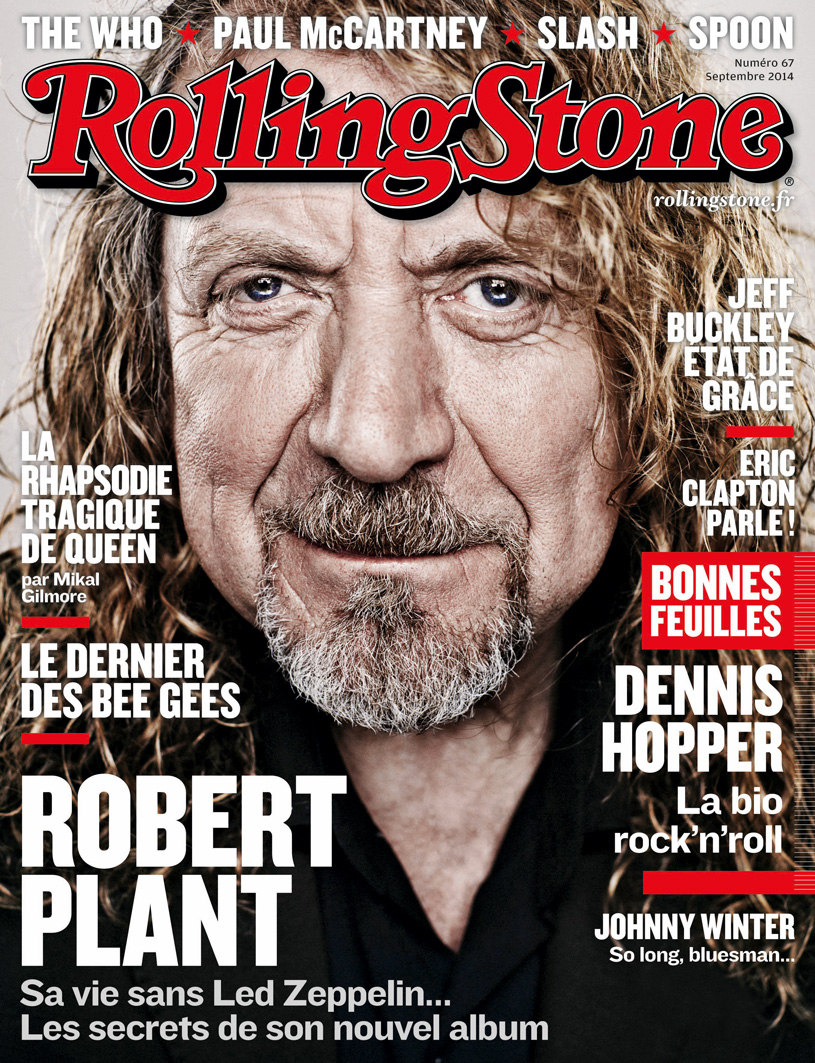 THE WHO ★ PAUL McCARTNEY ★ SLASH ★ SPOON
Numéro 67
Septembre 2014
RollingStone
®
rollingstone.fr
JEFF
BUCKLEY
ÉTAT DE
GRÂCE
ERIC
CLAPTON
PARLE !
LA
RHAPSODIE
TRAGIQUE
DE QUEEN
par Mikal
Gilmore
LE DERNIER
DES BEE GEES
BONNES
FEUILLES
DENNIS
HOPPER
La bio
rock'n'roll
ROBERT
PLANT
Sa vie sans Led Zeppelin...
Les secrets de son nouvel album
JOHNNY WINTER
So long, bluesman...